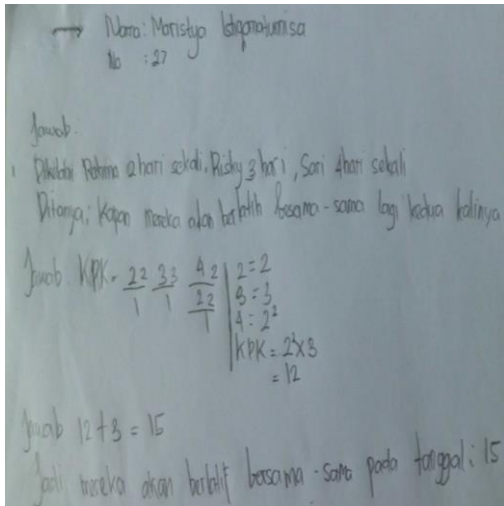 → Nama: Maristya Istiqomatunnisa
No : 27
Jawab.
1 Diketahui Rahma 2 hari sekali, Risky 3 hari, Sari 4 hari sekali
Ditanya; Kapan mereka akan berlatih bersama-sama lagi kedua kalinya
Jawab. KPK = 2 2 3 3 4 2 | 2 = 2
1 1 2 2 | 3 = 3
1 | 4 = 2²
KPK = 2² x 3
= 12
Jawab 12 + 3 = 15
Jadi mereka akan berlatih bersama-sama pada tanggal: 15